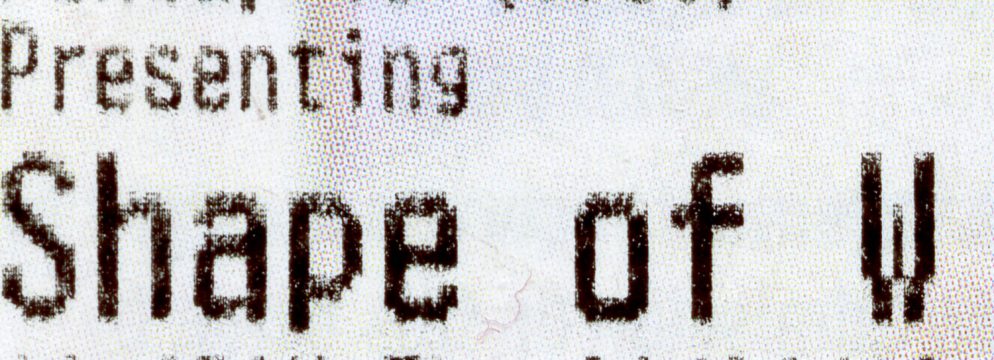 Presenting
Shape of W